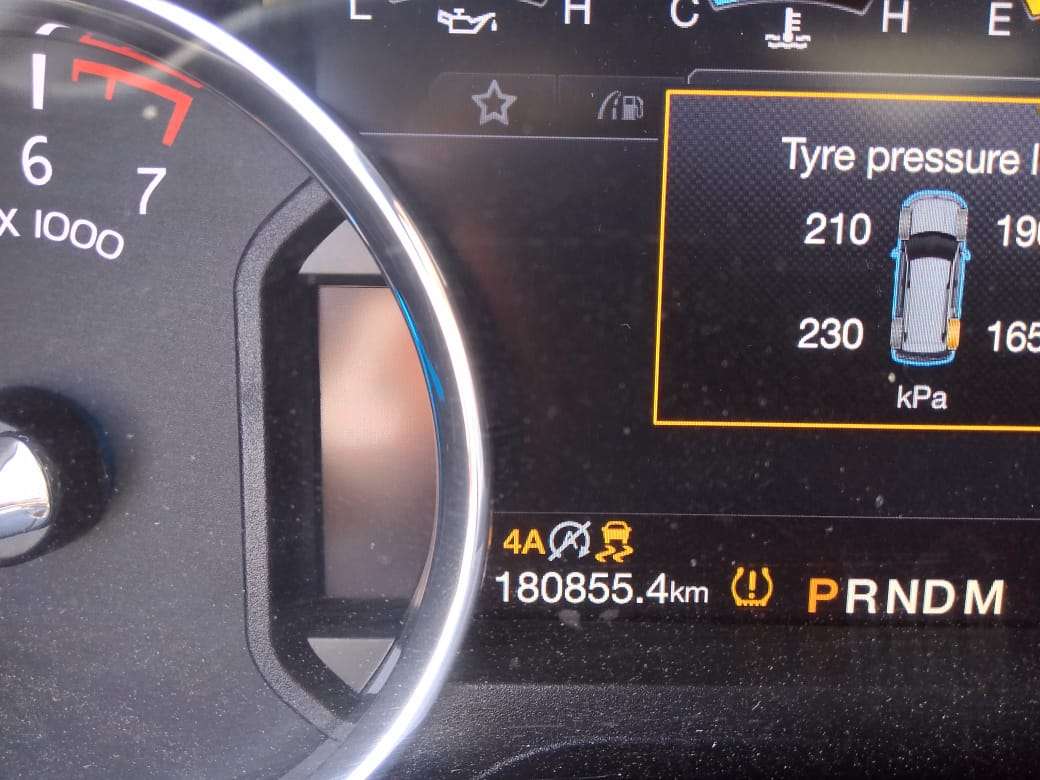 L H C H E
6
7
x 1000
Tyre pressure
210
230
kPa
4A A
180855.4km
PRNDM